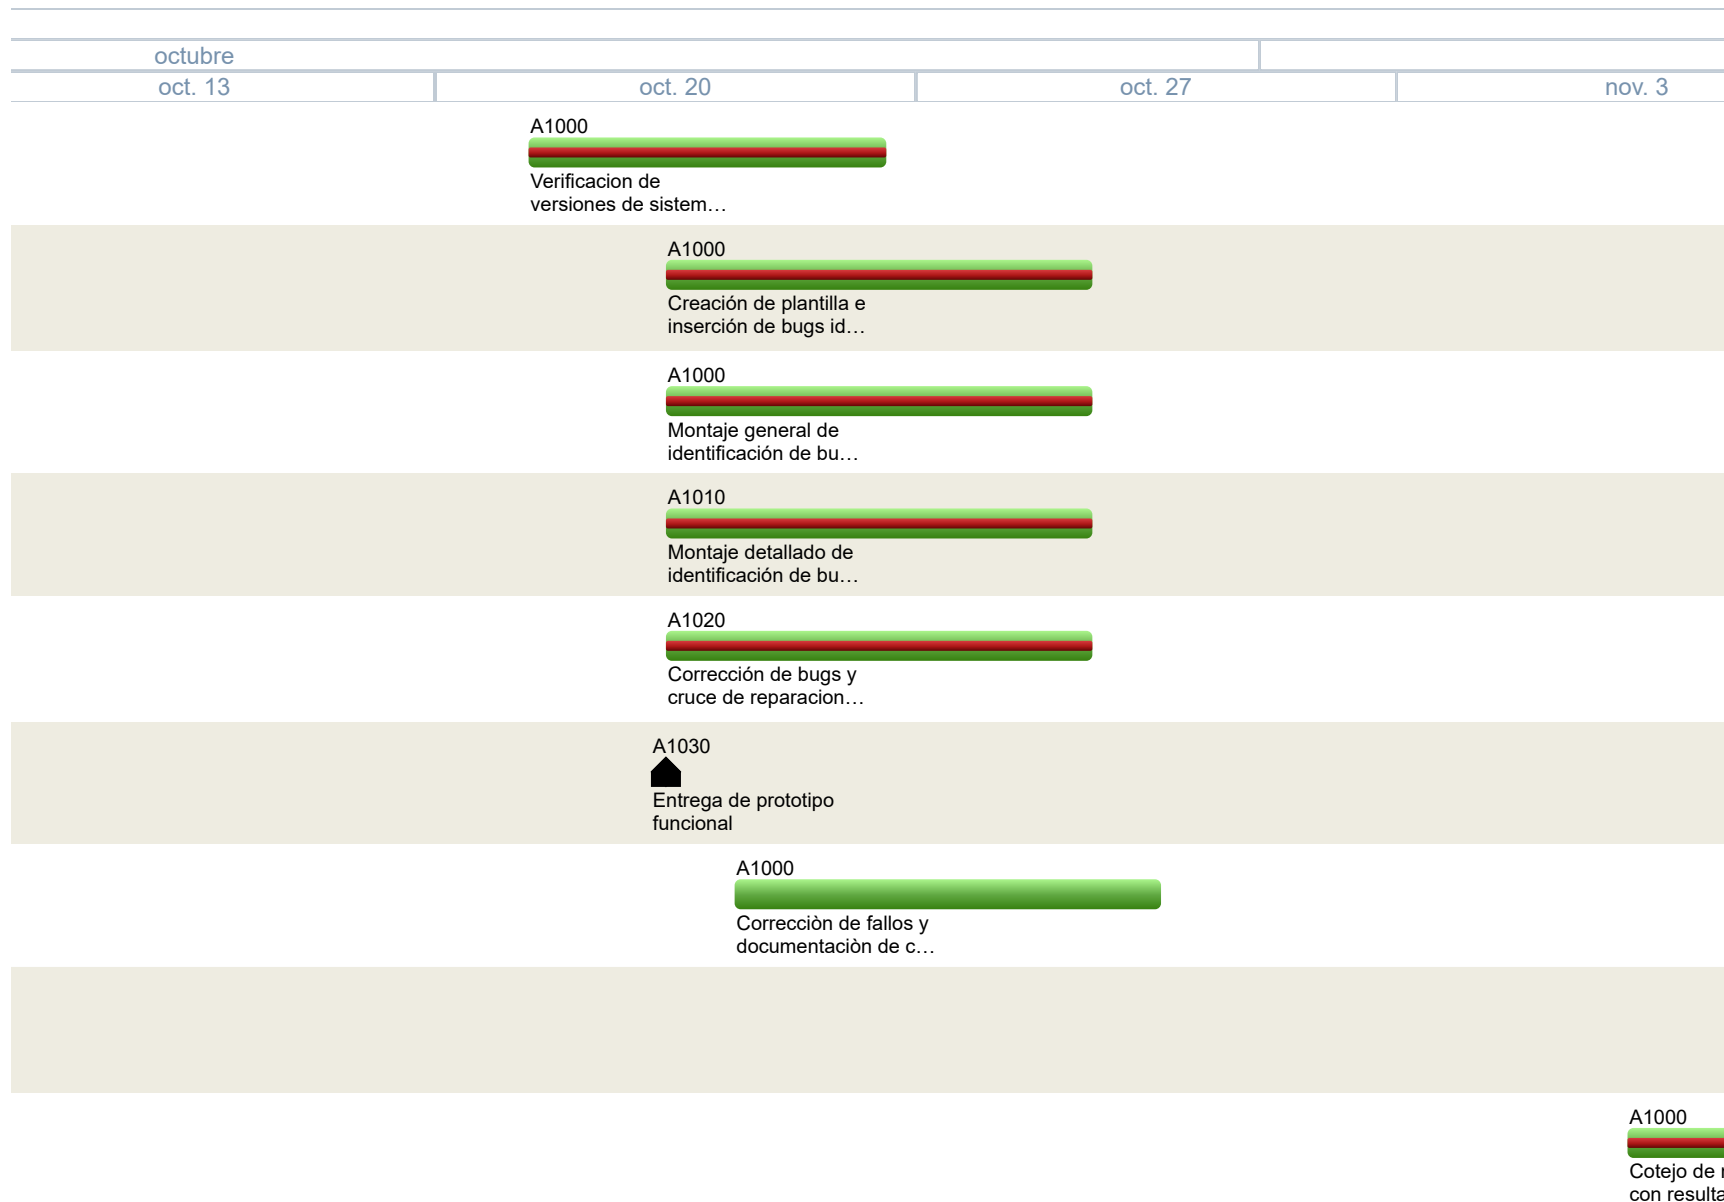 octubre
oct. 13 oct. 20 oct. 27 nov. 3
A1000
Verificacion de
versiones de sistem…
A1000
Creación de plantilla e
inserción de bugs id…
A1000
Montaje general de
identificación de bu…
A1010
Montaje detallado de
identificación de bu…
A1020
Corrección de bugs y
cruce de reparacion…
A1030
Entrega de prototipo
funcional
A1000
Correcciòn de fallos y
documentaciòn de c…
A1000
Cotejo de
con